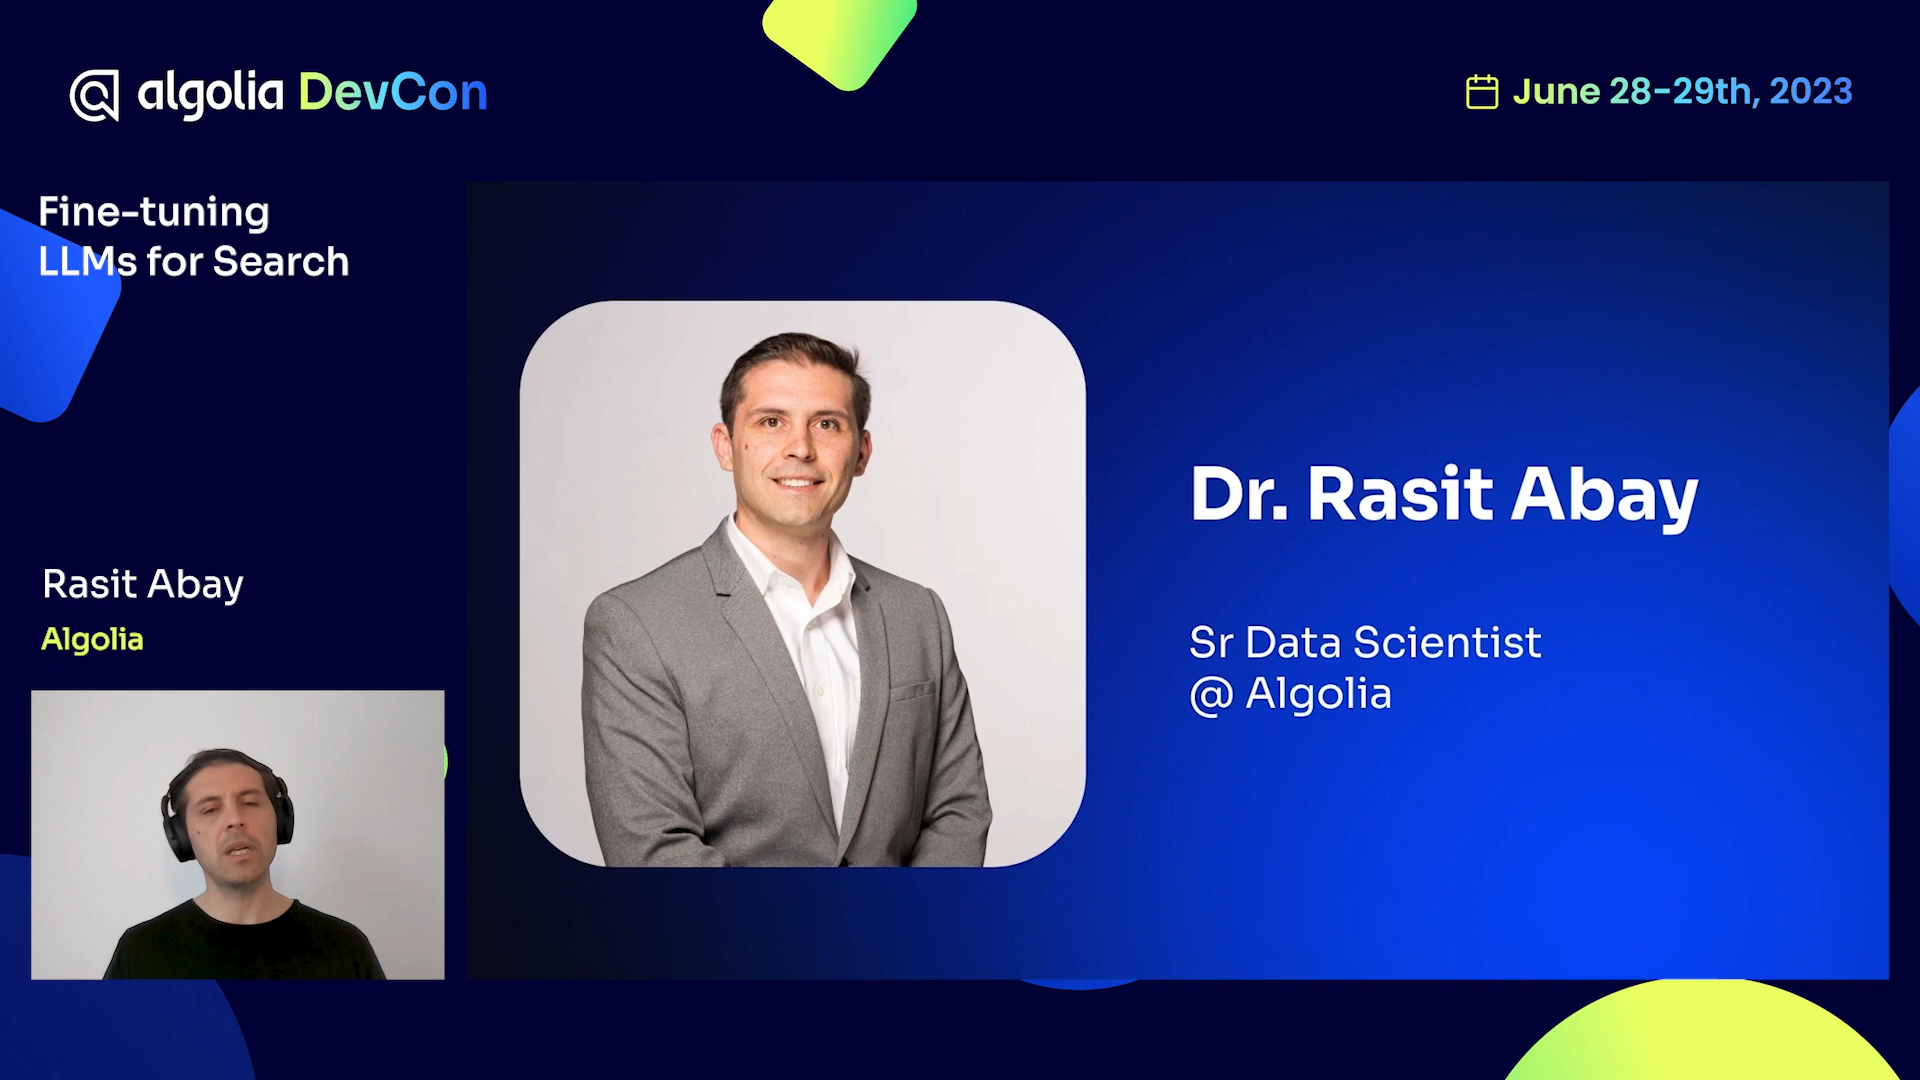 algolia DevCon
June 28-29th, 2023
Fine-tuning
LLMs for Search
Rasit Abay
Algolia
Dr. Rasit Abay
Sr Data Scientist
@ Algolia